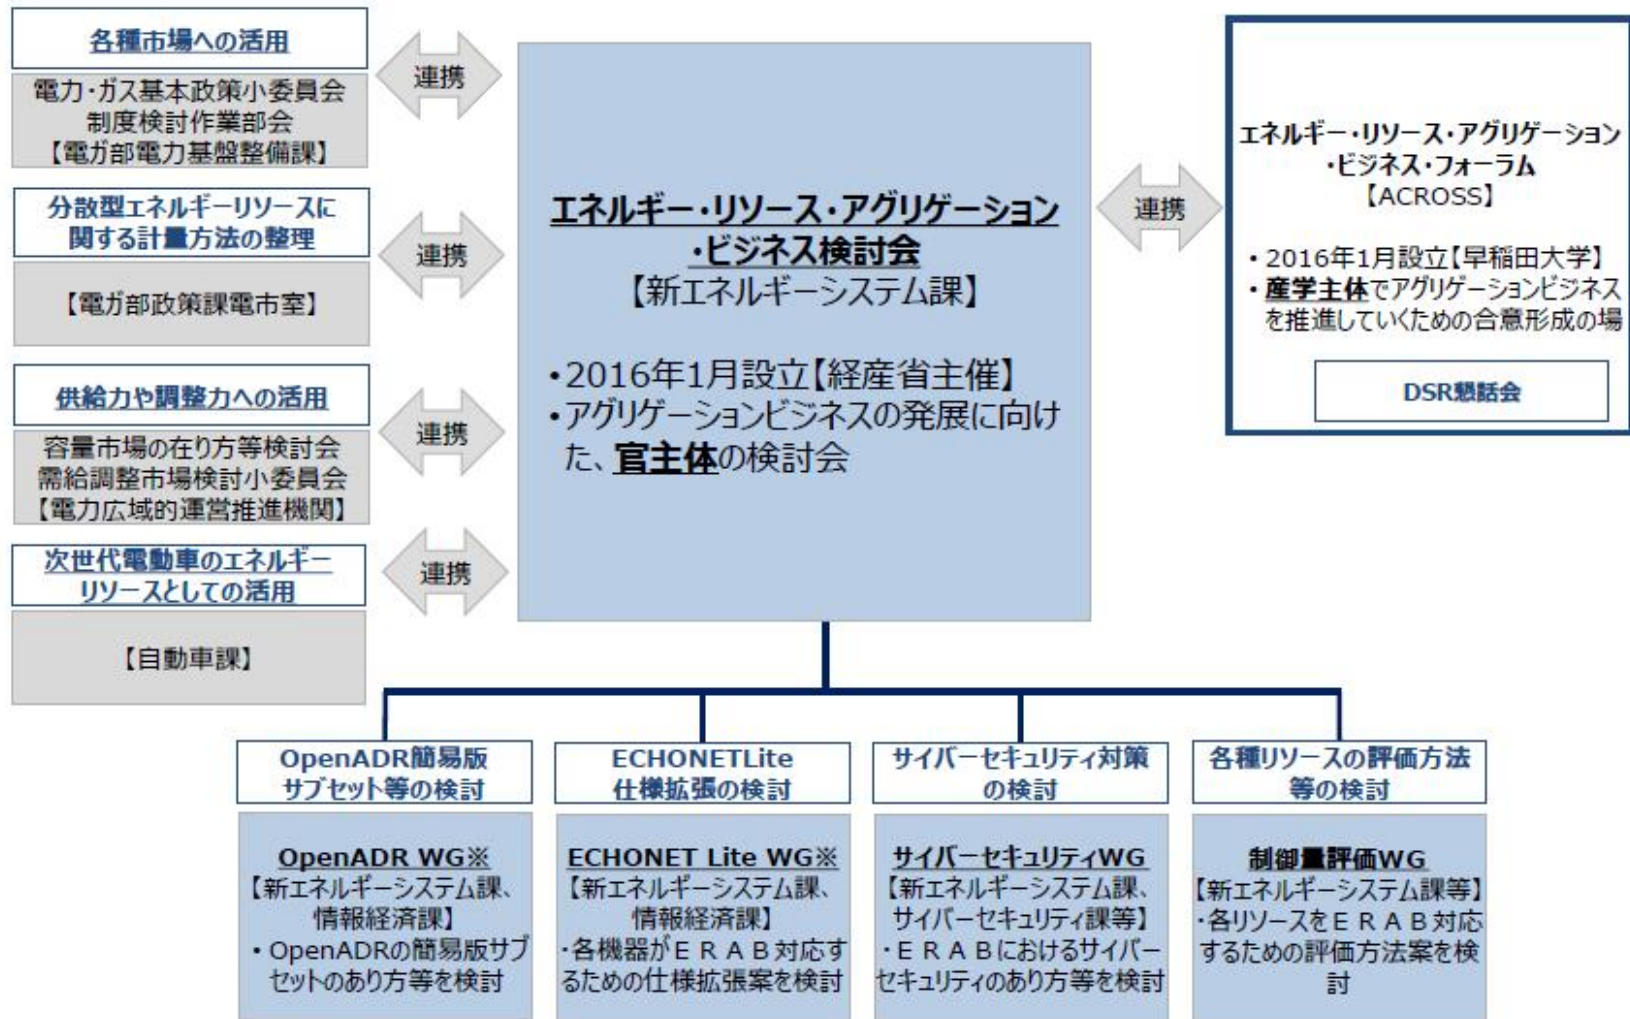 各種市場への活用
電力・ガス基本政策小委員会
制度検討作業部会
【電ガ部電力基盤整備課】
連携
分散型エネルギーリソースに
関する計量方法の整理
【電ガ部政策課電市室】
連携
供給力や調整力への活用
容量市場の在り方等検討会
需給調整市場検討小委員会
【電力広域的運営推進機関】
連携
次世代電動車のエネルギー
リソースとしての活用
【自動車課】
連携
エネルギー・リソース・アグリゲーション
・ビジネス検討会
【新エネルギーシステム課】
・2016年1月設立【経産省主催】
・アグリゲーションビジネスの発展に向け
た、官主体の検討会
連携
エネルギー・リソース・アグリゲーション
・ビジネス・フォーラム
【ACROSS】
・2016年1月設立【早稲田大学】
・産学主体でアグリゲーションビジネス
を推進していくための合意形成の場
DSR懇話会
OpenADR簡易版
サブセット等の検討
OpenADR WG※
【新エネルギーシステム課、
情報経済課】
・OpenADRの簡易版サブ
セットのあり方等を検討
ECHONETLite
仕様拡張の検討
ECHONET Lite WG※
【新エネルギーシステム課、
情報経済課】
・各機器がＥＲＡＢ対応す
るための仕様拡張案を検討
サイバーセキュリティ対策
の検討
サイバーセキュリティWG
【新エネルギーシステム課、
サイバーセキュリティ課等】
・ＥＲＡＢにおけるサイバー
セキュリティのあり方等を検討
各種リソースの評価方法
等の検討
制御量評価WG
【新エネルギーシステム課等】
・各リソースをＥＲＡＢ対応
するための評価方法案を検
討